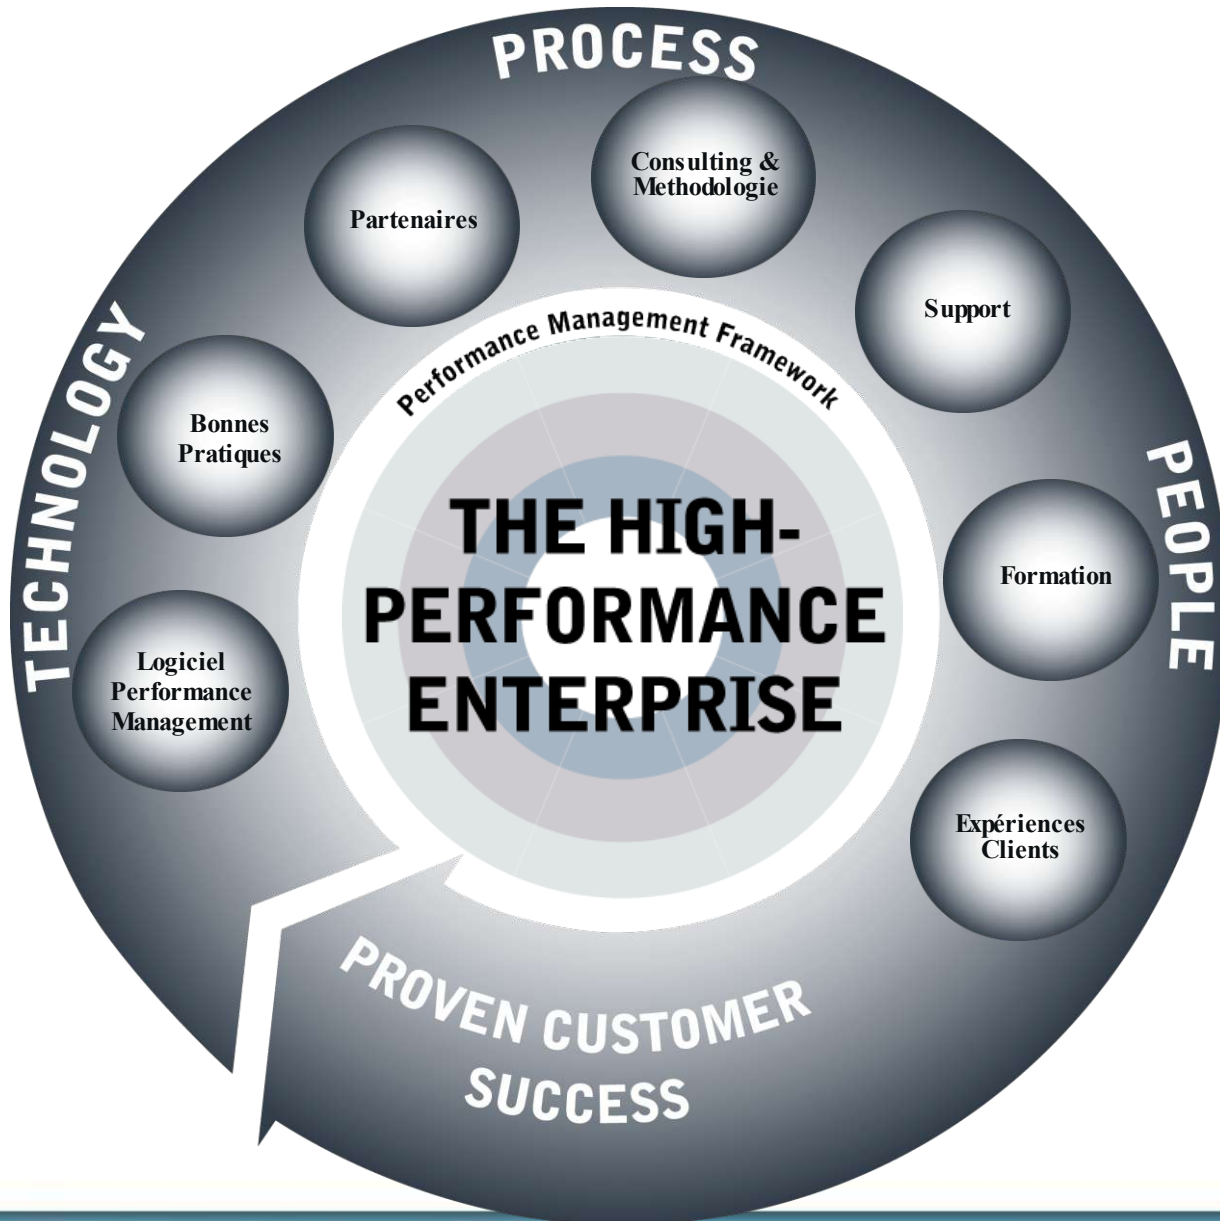 PROCESS
Consulting &
Methodologie
Partenaires
Support
Performance Management Framework
TECHNOLOGY
Bonnes
Pratiques
PEOPLE
THE HIGH-
PERFORMANCE
ENTERPRISE
Formation
Logiciel
Performance
Management
Expériences
Clients
PROVEN CUSTOMER
SUCCESS